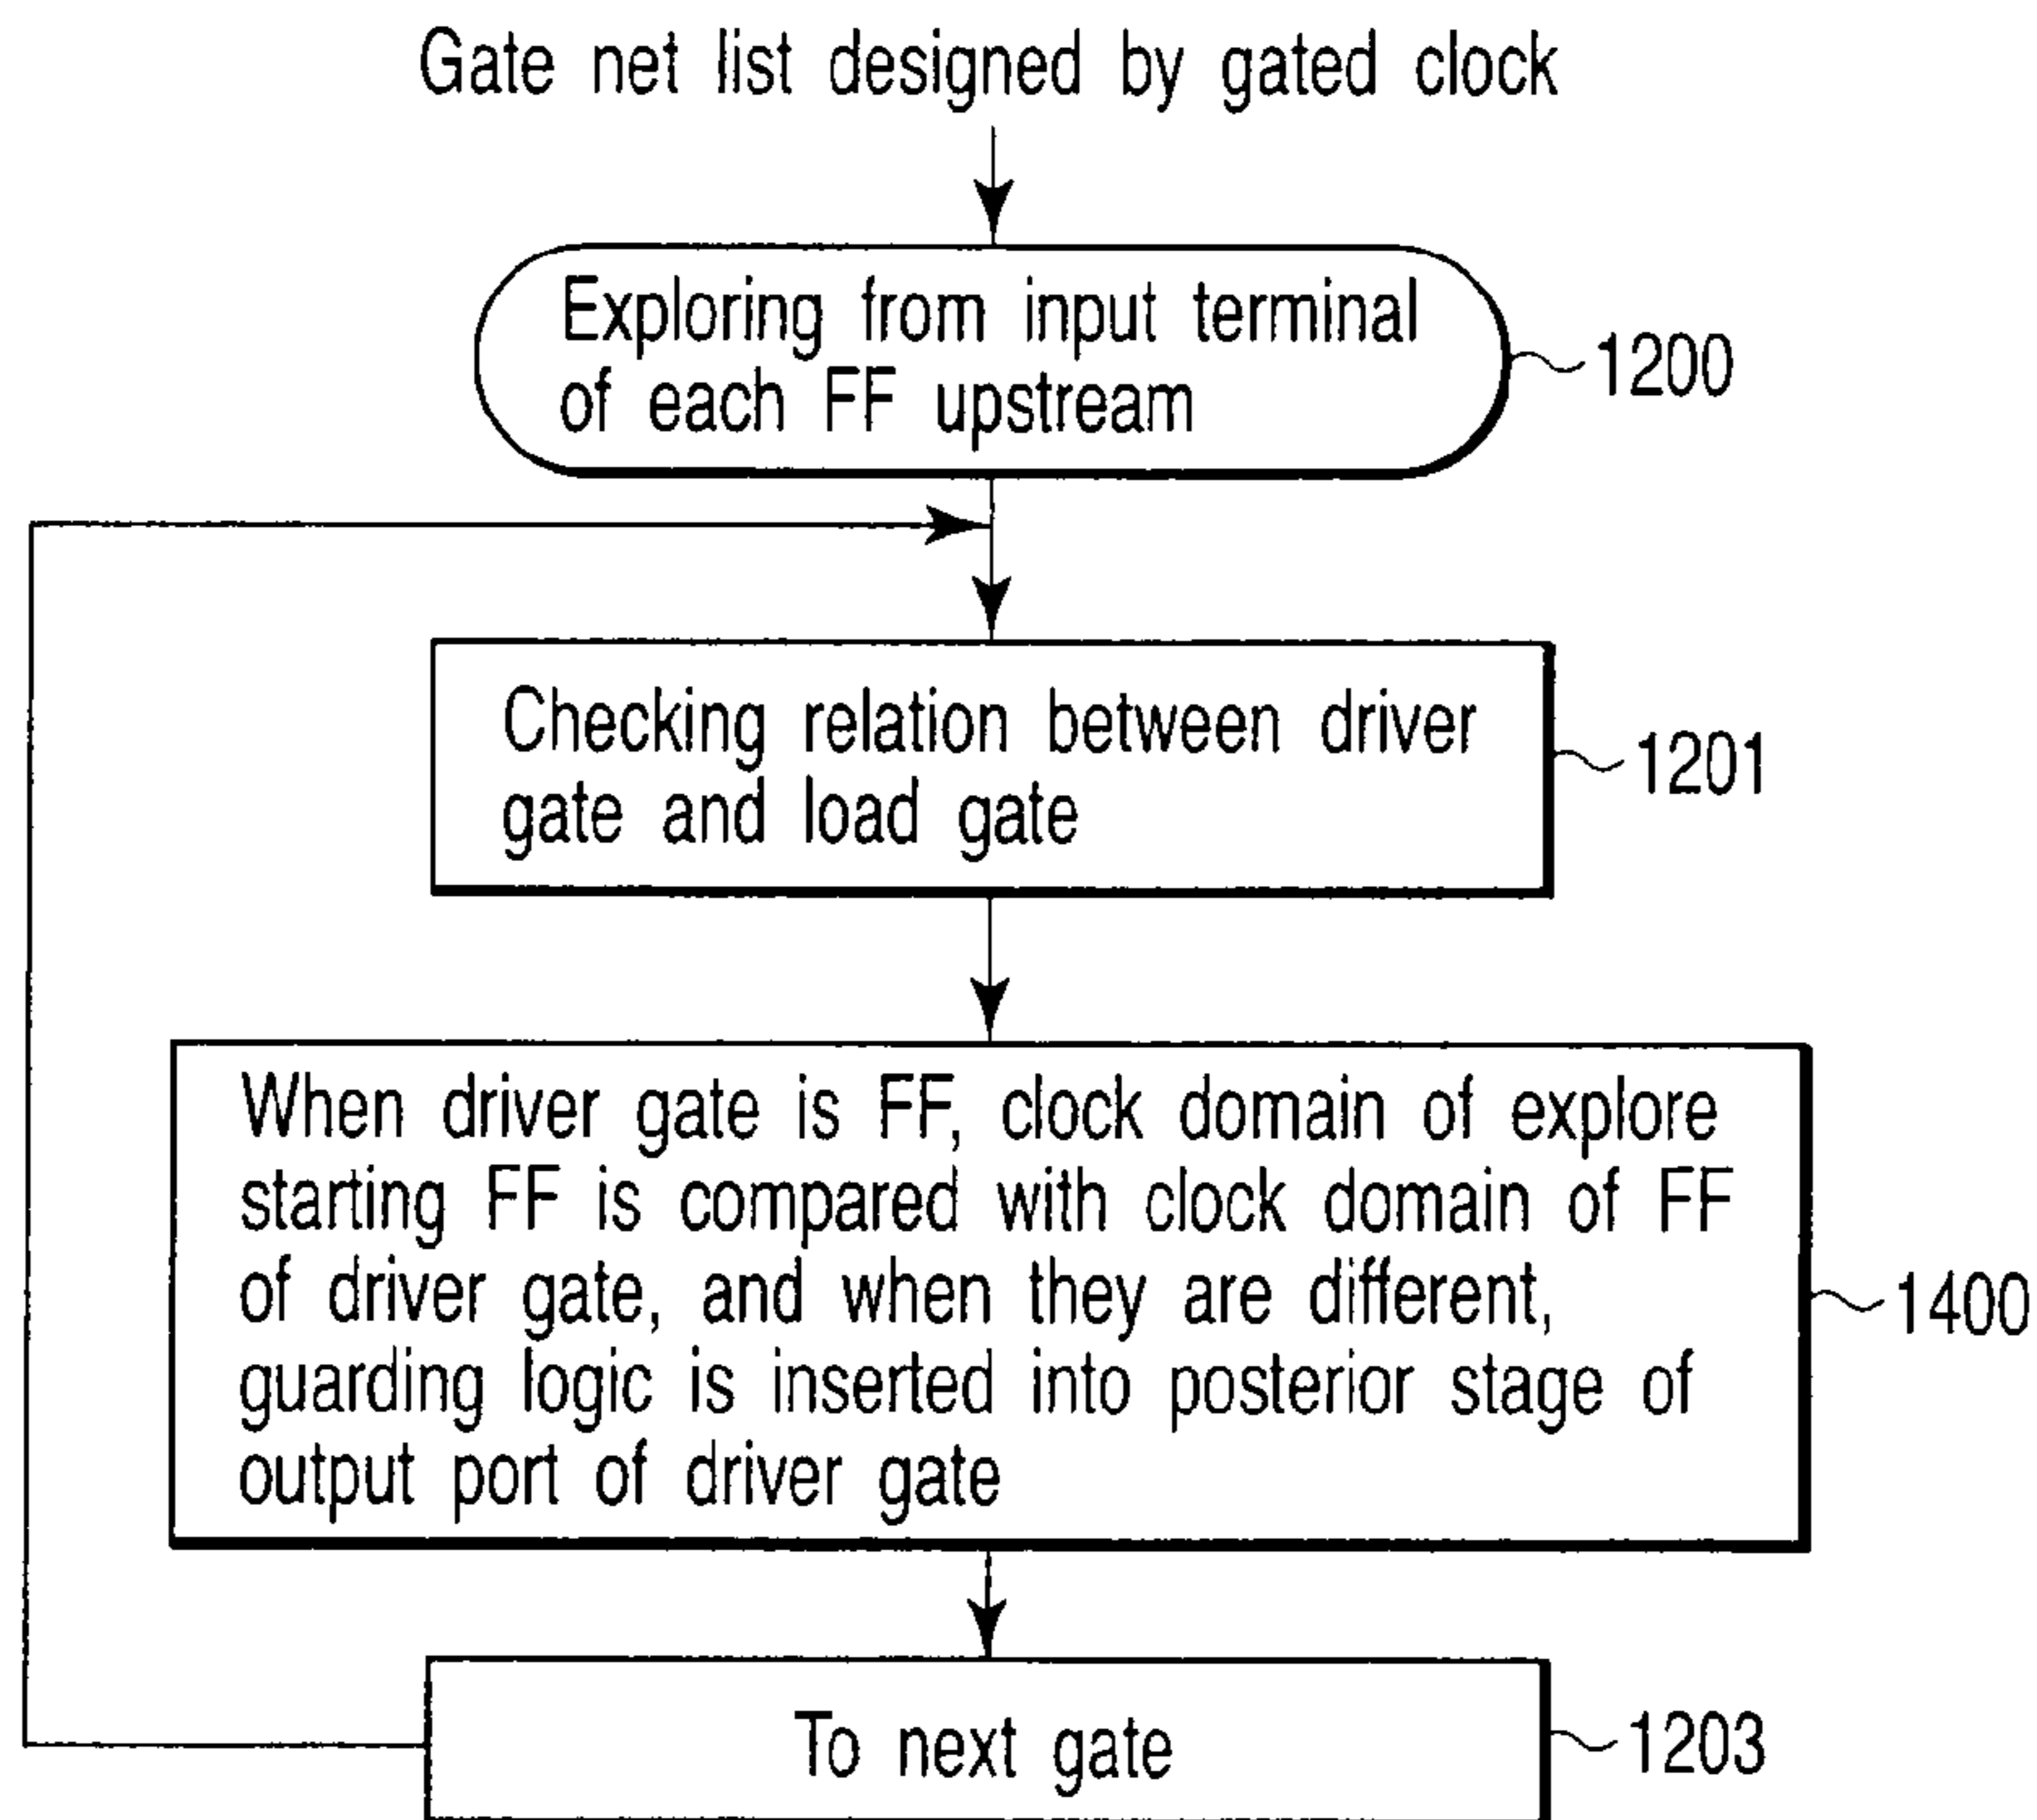 Gate net list designed by gated clock
Exploring from input terminal
of each FF upstream
1200
Checking relation between driver
gate and load gate
1201
When driver gate is FF, clock domain of explore
starting FF is compared with clock domain of FF
of driver gate, and when they are different,
guarding logic is inserted into posterior stage of
output port of driver gate
1400
To next gate
1203